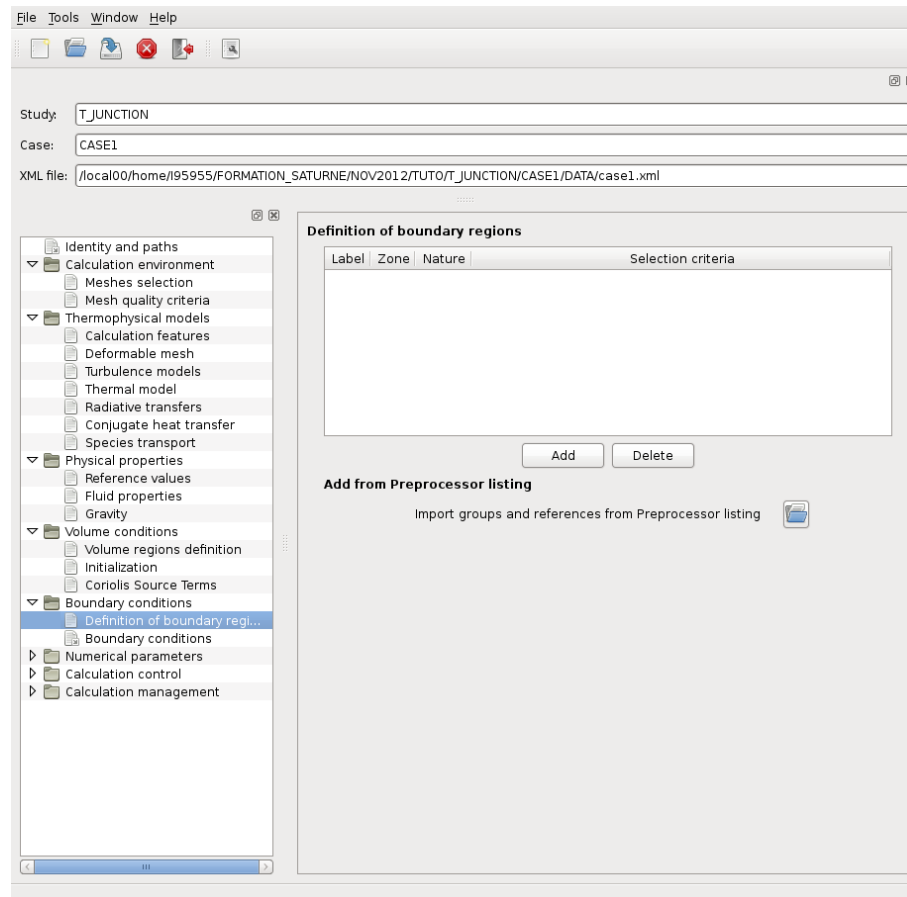 File Tools Window Help
Study: T_JUNCTION
Case: CASE1
XML file: /local00/home/I95955/FORMATION_SATURNE/NOV2012/TUTO/T_JUNCTION/CASE1/DATA/case1.xml
Identity and paths
Calculation environment
Meshes selection
Mesh quality criteria
Thermophysical models
Calculation features
Deformable mesh
Turbulence models
Thermal model
Radiative transfers
Conjugate heat transfer
Species transport
Physical properties
Reference values
Fluid properties
Gravity
Volume conditions
Volume regions definition
Initialization
Coriolis Source Terms
Boundary conditions
Definition of boundary regi...
Boundary conditions
Numerical parameters
Calculation control
Calculation management
Definition of boundary regions
Label Zone Nature Selection criteria
Add Delete
Add from Preprocessor listing
Import groups and references from Preprocessor listing